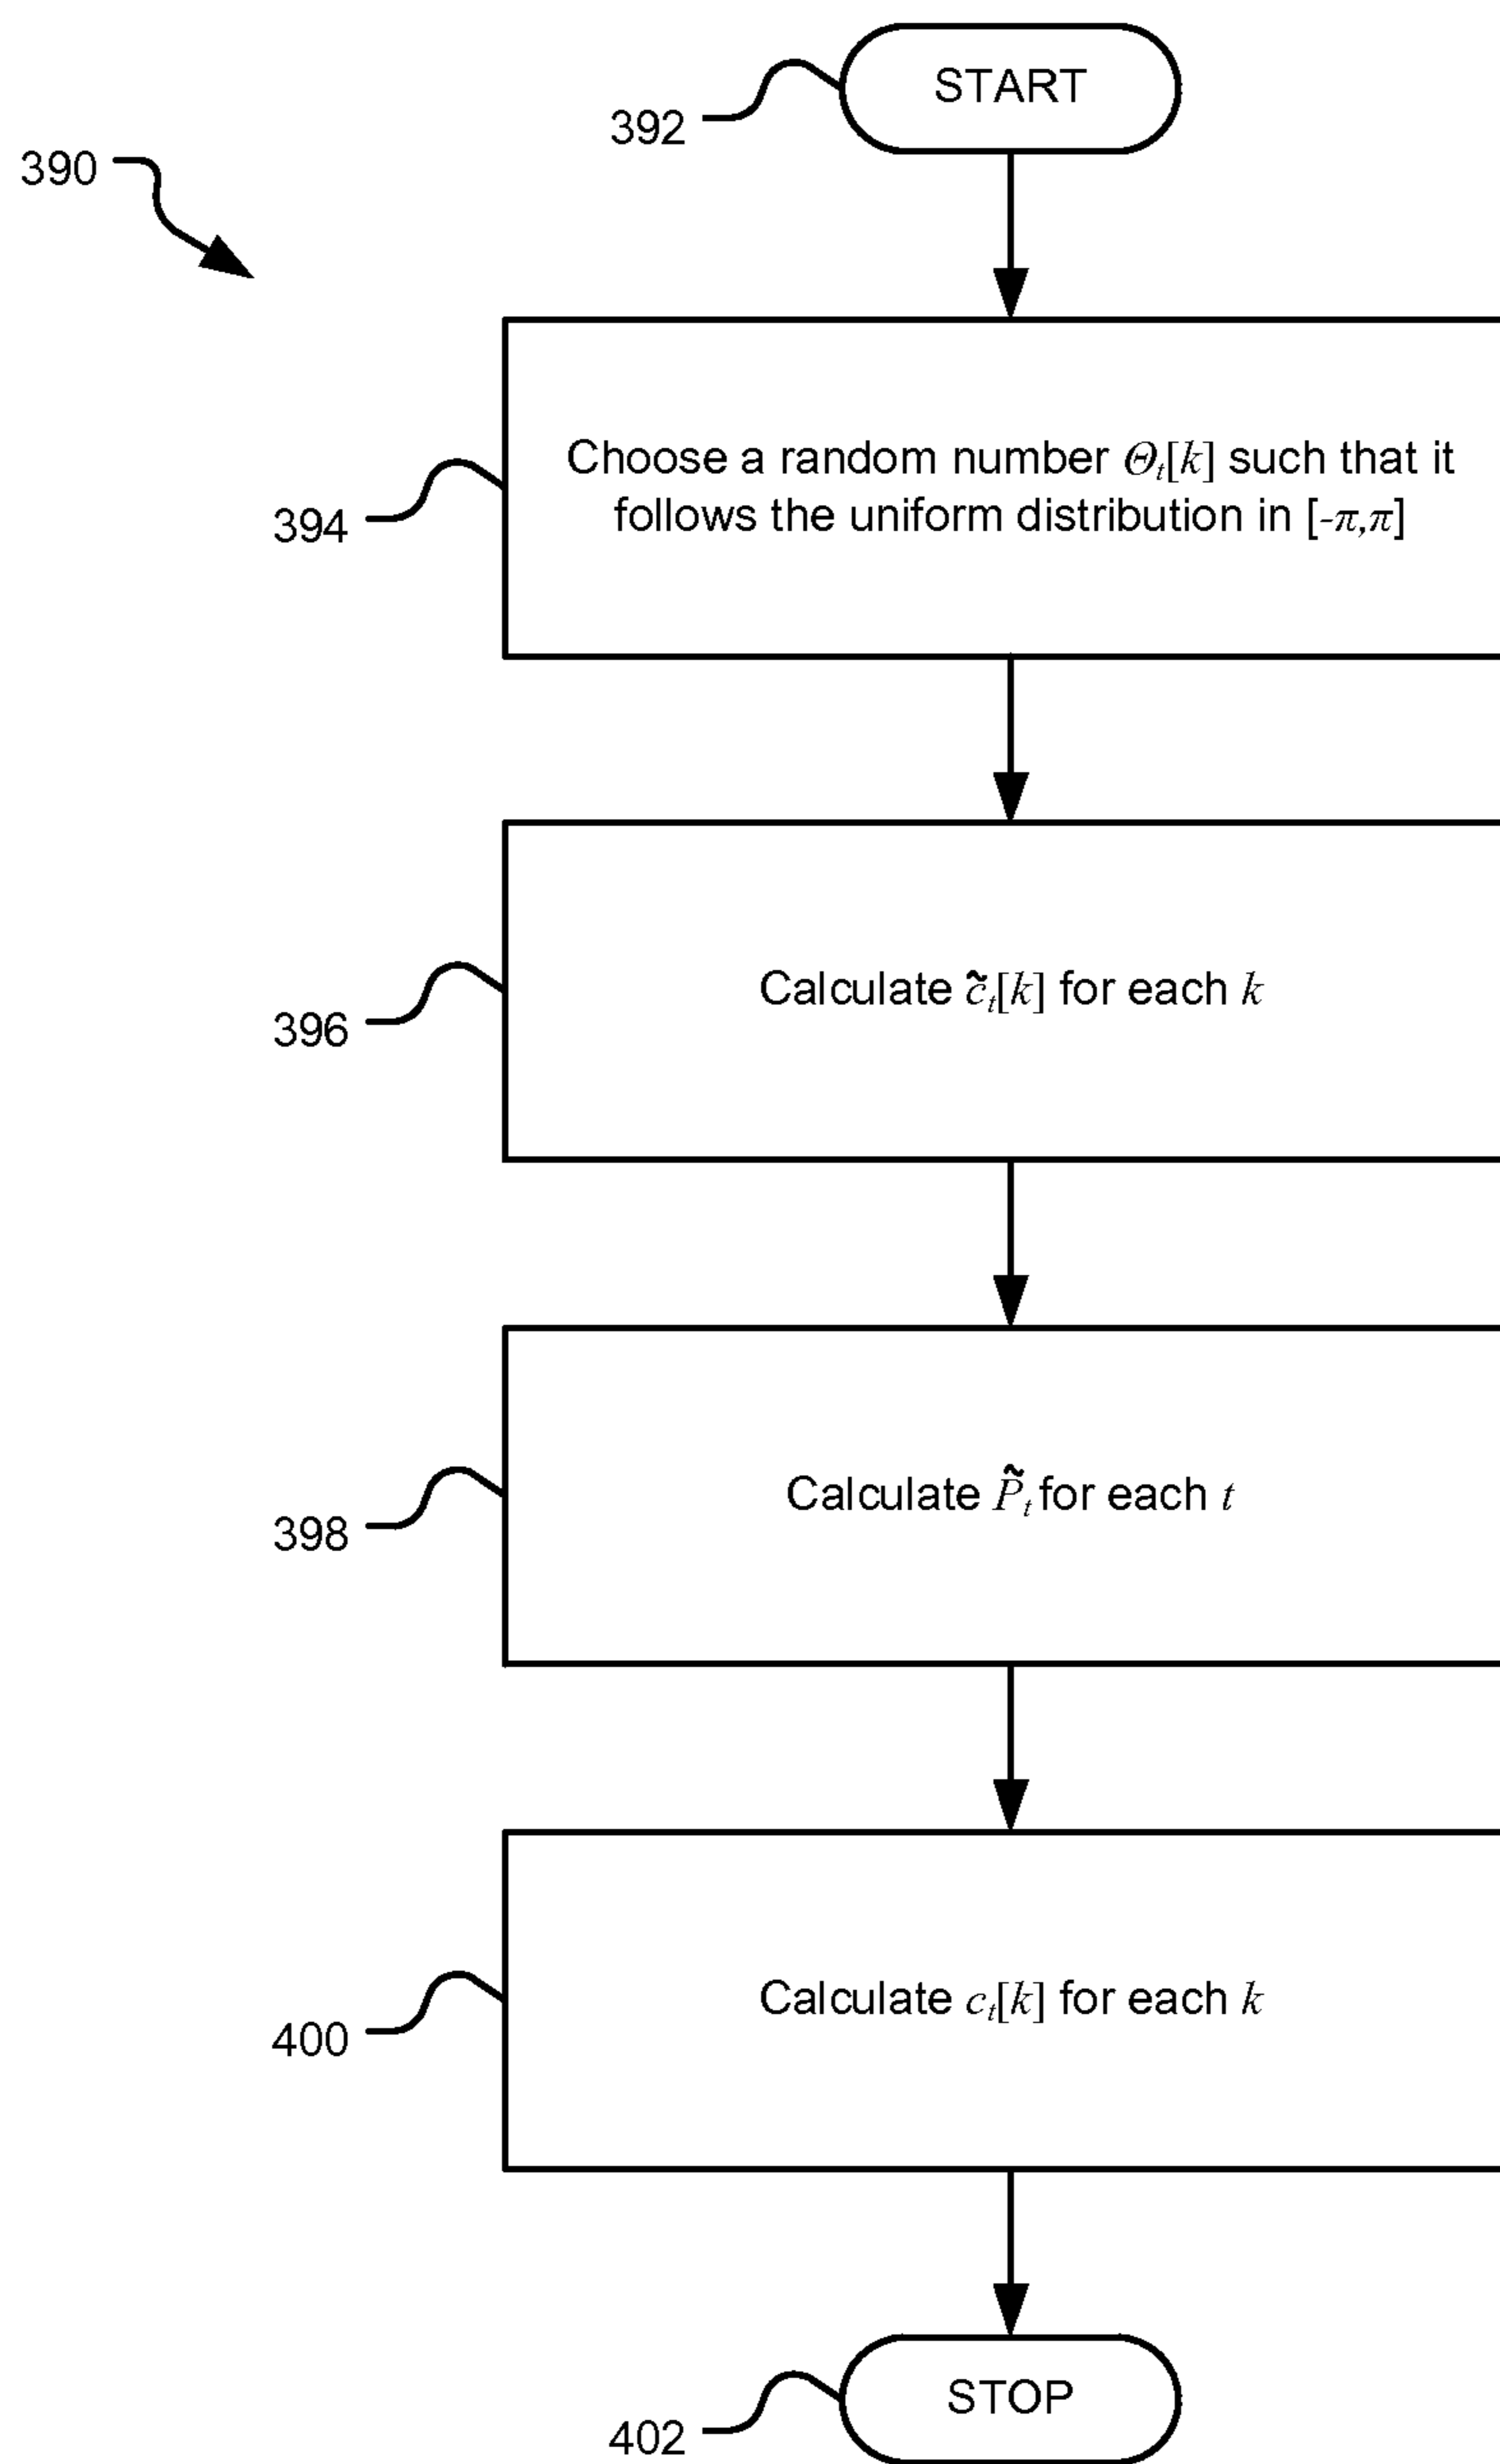 START
392
390
Choose a random number Θₜ[k] such that it
follows the uniform distribution in [-π,π]
394
Calculate c̃ₜ[k] for each k
396
Calculate P̃ₜ for each t
398
Calculate cₜ[k] for each k
400
STOP
402